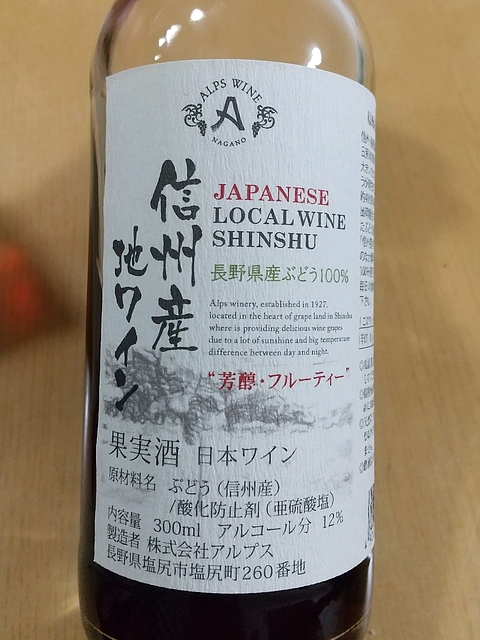 ALPS WINE
A
NAGANO
信州産
地ワイン
JAPANESE
LOCAL WINE
SHINSHU
長野県産ぶどう100%
Alps winery, established in 1927,
located in the heart of grape land in Shinshu
where is providing delicious wine grapes
due to a lot of sunshine and big temperature
difference between day and night.
“芳醇・フルーティー”
果実酒 日本ワイン
原材料名 ぶどう（信州産）
/酸化防止剤（亜硫酸塩）
内容量 300ml アルコール分 12%
製造者 株式会社アルプス
長野県塩尻市塩尻町260番地